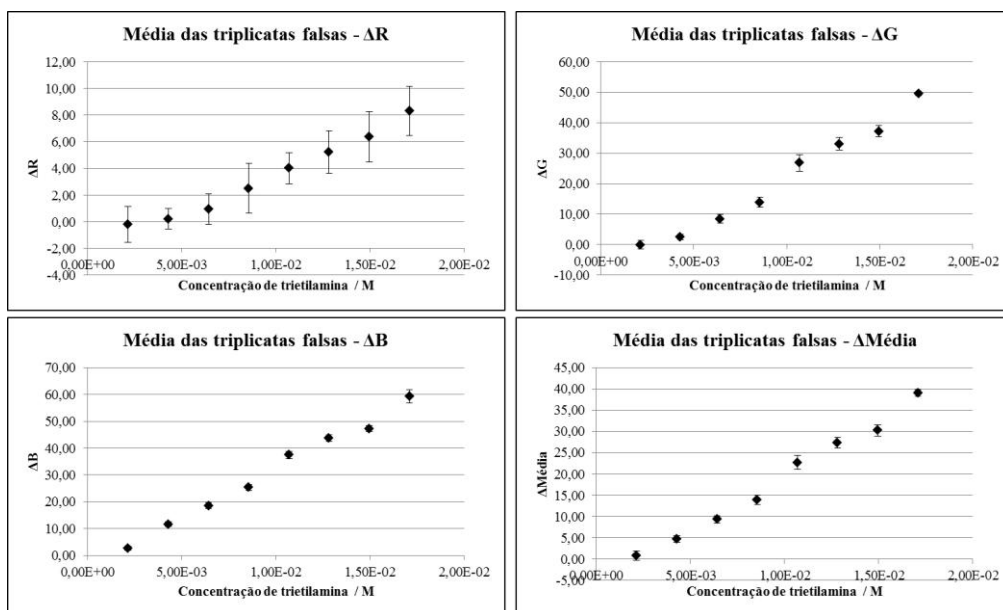 Média das triplicatas falsas - ΔR
12,00
10,00
8,00
6,00
4,00
2,00
0,00
-2,00
-4,00
ΔR
0,00E+00 5,00E-03 1,00E-02 1,50E-02 2,00E-02
Concentração de trietilamina / M
Média das triplicatas falsas - ΔG
60,00
50,00
40,00
30,00
20,00
10,00
0,00
-10,00
ΔG
0,00E+00 5,00E-03 1,00E-02 1,50E-02 2,00E-02
Concentração de trietilamina / M
Média das triplicatas falsas - ΔB
70,00
60,00
50,00
40,00
30,00
20,00
10,00
0,00
ΔB
0,00E+00 5,00E-03 1,00E-02 1,50E-02 2,00E-02
Concentração de trietilamina / M
Média das triplicatas falsas - ΔMédia
45,00
40,00
35,00
30,00
25,00
20,00
15,00
10,00
5,00
0,00
-5,00
ΔMédia
0,00E+00 5,00E-03 1,00E-02 1,50E-02 2,00E-02
Concentração de trietilamina / M